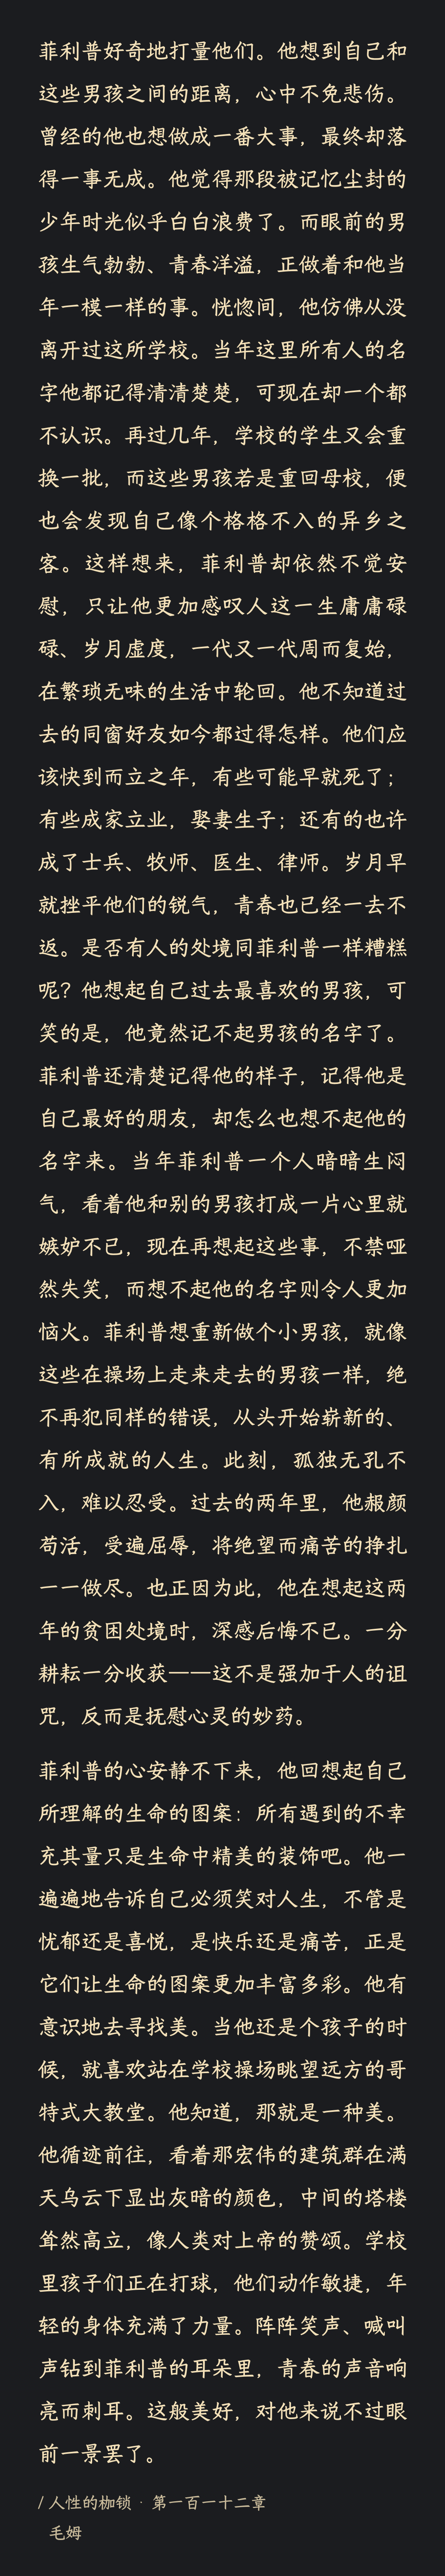 菲利普好奇地打量他们。他想到自己和
这些男孩之间的距离，心中不免悲伤。
曾经的他也想做成一番大事，最终却落
得一事无成。他觉得那段被记忆尘封的
少年时光似乎白白浪费了。而眼前的男
孩生气勃勃、青春洋溢，正做着和他当
年一模一样的事。恍惚间，他仿佛从没
离开过这所学校。当年这里所有人的名
字他都记得清清楚楚，可现在却一个都
不认识。再过几年，学校的学生又会重
换一批，而这些男孩若是重回母校，便
也会发现自己像个格格不入的异乡之
客。这样想来，菲利普却依然不觉安
慰，只让他更加感叹人这一生庸庸碌
碌、岁月虚度，一代又一代周而复始，
在繁琐无味的生活中轮回。他不知道过
去的同窗好友如今都过得怎样。他们应
该快到而立之年，有些可能早就死了；
有些成家立业，娶妻生子；还有的也许
成了士兵、牧师、医生、律师。岁月早
就挫平他们的锐气，青春也已经一去不
返。是否有人的处境同菲利普一样糟糕
呢？他想起自己过去最喜欢的男孩，可
笑的是，他竟然记不起男孩的名字了。
菲利普还清楚记得他的样子，记得他是
自己最好的朋友，却怎么也想不起他的
名字来。当年菲利普一个人暗暗生闷
气，看着他和别的男孩打成一片心里就
嫉妒不已，现在再想起这些事，不禁哑
然失笑，而想不起他的名字则令人更加
恼火。菲利普想重新做个小男孩，就像
这些在操场上走来走去的男孩一样，绝
不再犯同样的错误，从头开始崭新的、
有所成就的人生。此刻，孤独无孔不
入，难以忍受。过去的两年里，他赧颜
苟活，受遍屈辱，将绝望而痛苦的挣扎
一一做尽。也正因为此，他在想起这两
年的贫困处境时，深感后悔不已。一分
耕耘一分收获——这不是强加于人的诅
咒，反而是抚慰心灵的妙药。
菲利普的心安静不下来，他回想起自己
所理解的生命的图案：所有遇到的不幸
充其量只是生命中精美的装饰吧。他一
遍遍地告诉自己必须笑对人生，不管是
忧郁还是喜悦，是快乐还是痛苦，正是
它们让生命的图案更加丰富多彩。他有
意识地去寻找美。当他还是个孩子的时
候，就喜欢站在学校操场眺望远方的哥
特式大教堂。他知道，那就是一种美。
他循迹前往，看着那宏伟的建筑群在满
天乌云下显出灰暗的颜色，中间的塔楼
耸然高立，像人类对上帝的赞颂。学校
里孩子们正在打球，他们动作敏捷，年
轻的身体充满了力量。阵阵笑声、喊叫
声钻到菲利普的耳朵里，青春的声音响
亮而刺耳。这般美好，对他来说不过眼
前一景罢了。
/ 人性的枷锁 · 第一百一十二章
毛姆